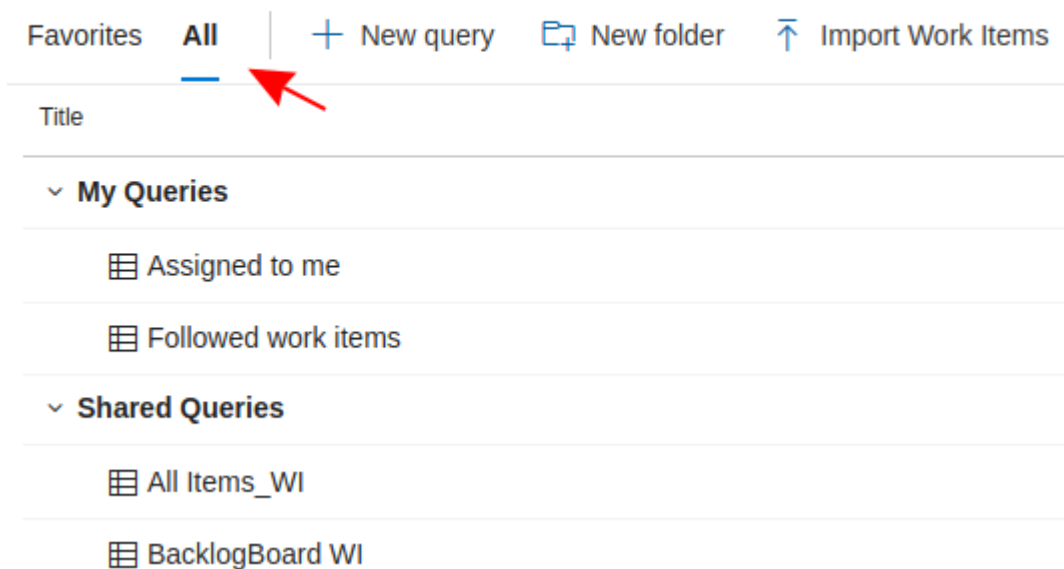 Favorites All New query New folder Import Work Items
Title
My Queries
Assigned to me
Followed work items
Shared Queries
All Items_WI
BacklogBoard WI